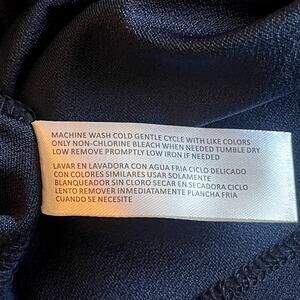 MACHINE WASH COLD GENTLE CYCLE WITH LIKE COLORS
ONLY NON-CHLORINE BLEACH WHEN NEEDED TUMBLE DRY
LOW REMOVE PROMPTLY LOW IRON IF NEEDED
LAVAR EN LAVADORA CON AGUA FRIA CICLO DELICADO
CON COLORES SIMILARES USAR SOLAMENTE
BLANQUEADOR SIN CLORO SECAR EN SECADORA CICLO
LENTO REMOVER INMEDIATAMENTE PLANCHA FRIA
CUANDO SE NECESITE